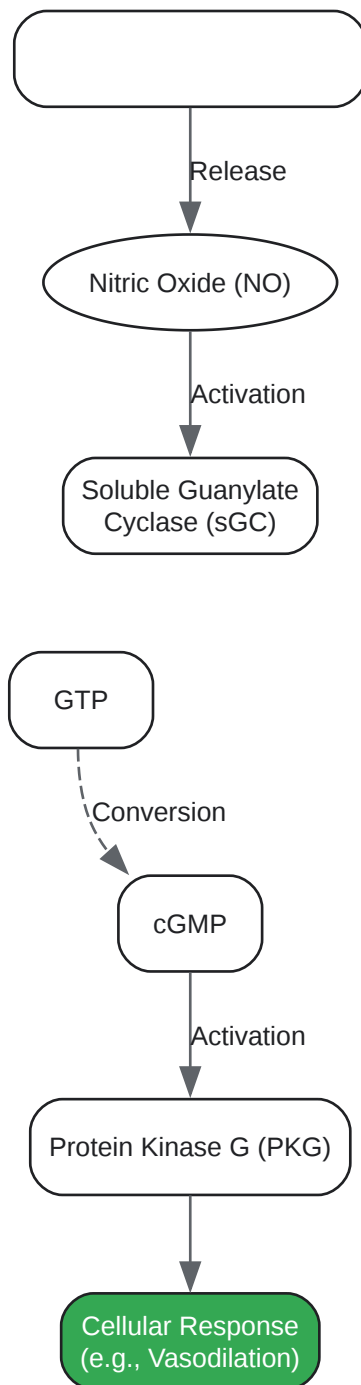 Release
Nitric Oxide (NO)
Activation
Soluble Guanylate
Cyclase (sGC)
GTP
Conversion
cGMP
Activation
Protein Kinase G (PKG)
Cellular Response
(e.g., Vasodilation)